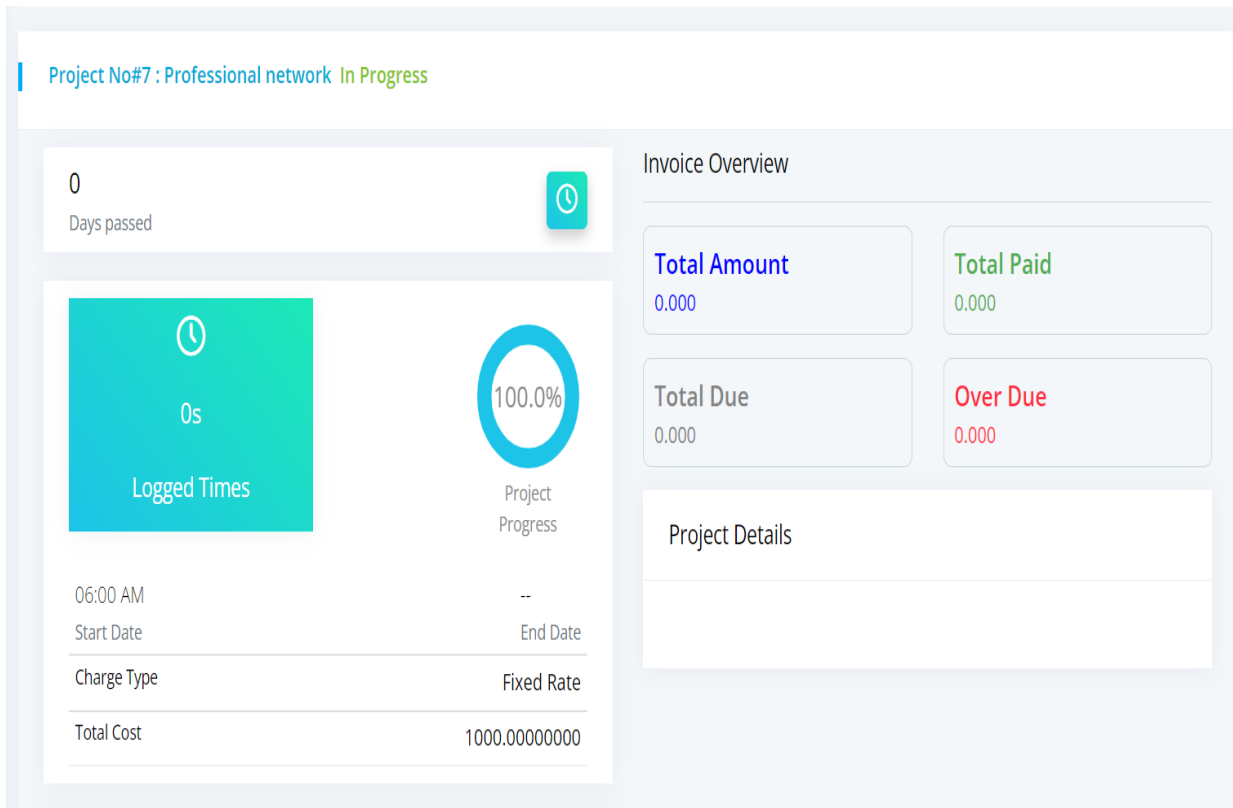 Project No#7 : Professional network In Progress
0
Days passed
0s
Logged Times
100.0%
Project
Progress
06:00 AM
Start Date
--
End Date
Charge Type
Fixed Rate
Total Cost
1000.00000000
Invoice Overview
Total Amount
0.000
Total Paid
0.000
Total Due
0.000
Over Due
0.000
Project Details